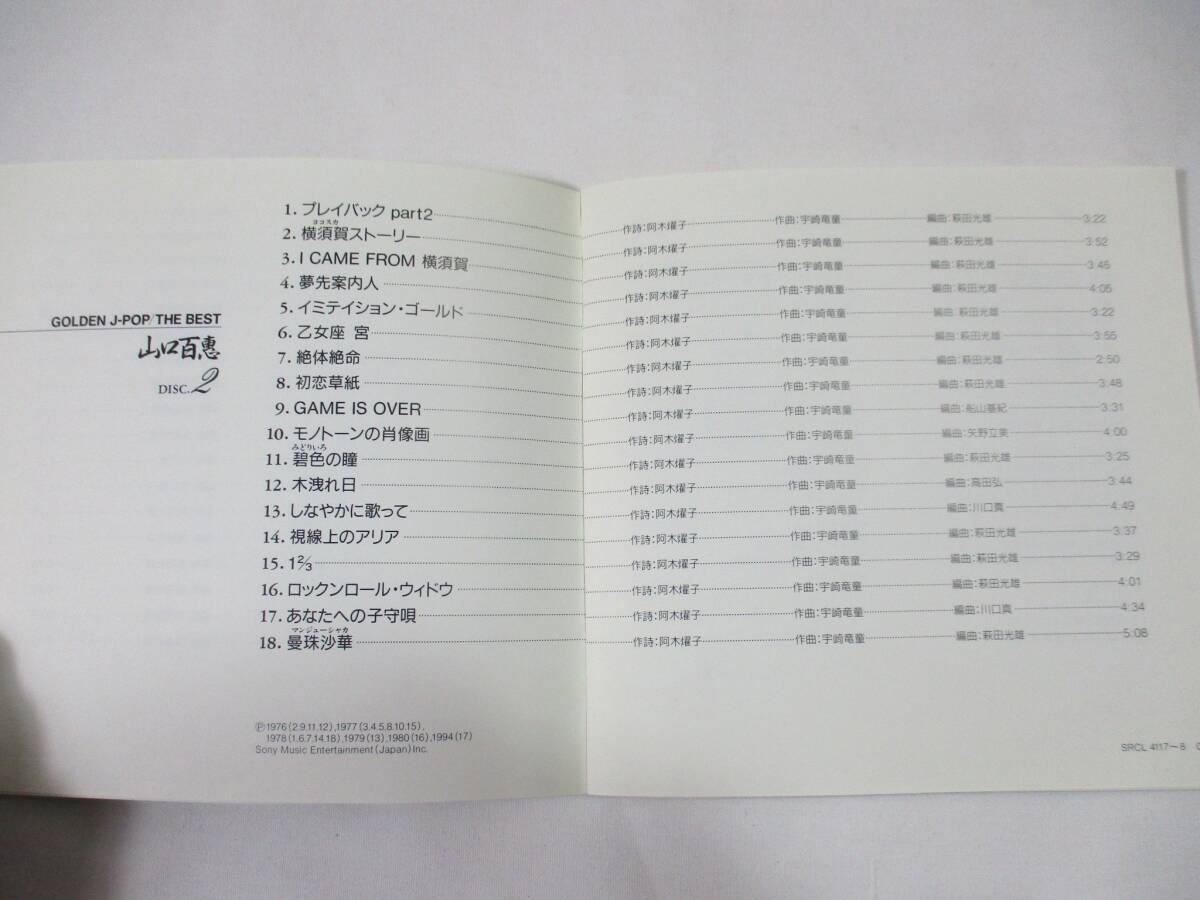 GOLDEN J-POP/THE BEST
山口百惠
DISC.2
1. プレイバック part2 作詩:阿木燿子 作曲:宇崎竜童 編曲:萩田光雄 3:22
ヨコスカ
2. 横須賀ストーリー 作詩:阿木燿子 作曲:宇崎竜童 編曲:萩田光雄 3:52
3. I CAME FROM 横須賀 作詩:阿木燿子 作曲:宇崎竜童 編曲:萩田光雄 3:45
4. 夢先案内人 作詩:阿木燿子 作曲:宇崎竜童 編曲:萩田光雄 4:05
5. イミテイション・ゴールド 作詩:阿木燿子 作曲:宇崎竜童 編曲:萩田光雄 3:22
6. 乙女座 宮 作詩:阿木燿子 作曲:宇崎竜童 編曲:萩田光雄 3:55
7. 絶体絶命 作詩:阿木燿子 作曲:宇崎竜童 編曲:萩田光雄 2:50
8. 初恋草紙 作詩:阿木燿子 作曲:宇崎竜童 編曲:萩田光雄 3:48
9. GAME IS OVER 作詩:阿木燿子 作曲:宇崎竜童 編曲:船山基紀 3:31
10. モノトーンの肖像画 作詩:阿木燿子 作曲:宇崎竜童 編曲:矢野立美 4:00
みどりいろ
11. 碧色の瞳 作詩:阿木燿子 作曲:宇崎竜童 編曲:萩田光雄 3:25
12. 木洩れ日 作詩:阿木燿子 作曲:宇崎竜童 編曲:高田弘 3:44
13. しなやかに歌って 作詩:阿木燿子 作曲:宇崎竜童 編曲:川口真 4:49
14. 視線上のアリア 作詩:阿木燿子 作曲:宇崎竜童 編曲:萩田光雄 3:37
15. 1⅔ 作詩:阿木燿子 作曲:宇崎竜童 編曲:萩田光雄 3:29
16. ロックンロール・ウィドウ 作詩:阿木燿子 作曲:宇崎竜童 編曲:萩田光雄 4:01
17. あなたへの子守唄 作詩:阿木燿子 作曲:宇崎竜童 編曲:川口真 4:34
マンジューシャカ
18. 曼珠沙華 作詩:阿木燿子 作曲:宇崎竜童 編曲:萩田光雄 5:08
℗1976(2.9.11.12),1977(3.4.5.8.10.15),
1978(1.6.7.14.18),1979(13),1980(16),1994(17)
Sony Music Entertainment(Japan)Inc.
SRCL 4117～8